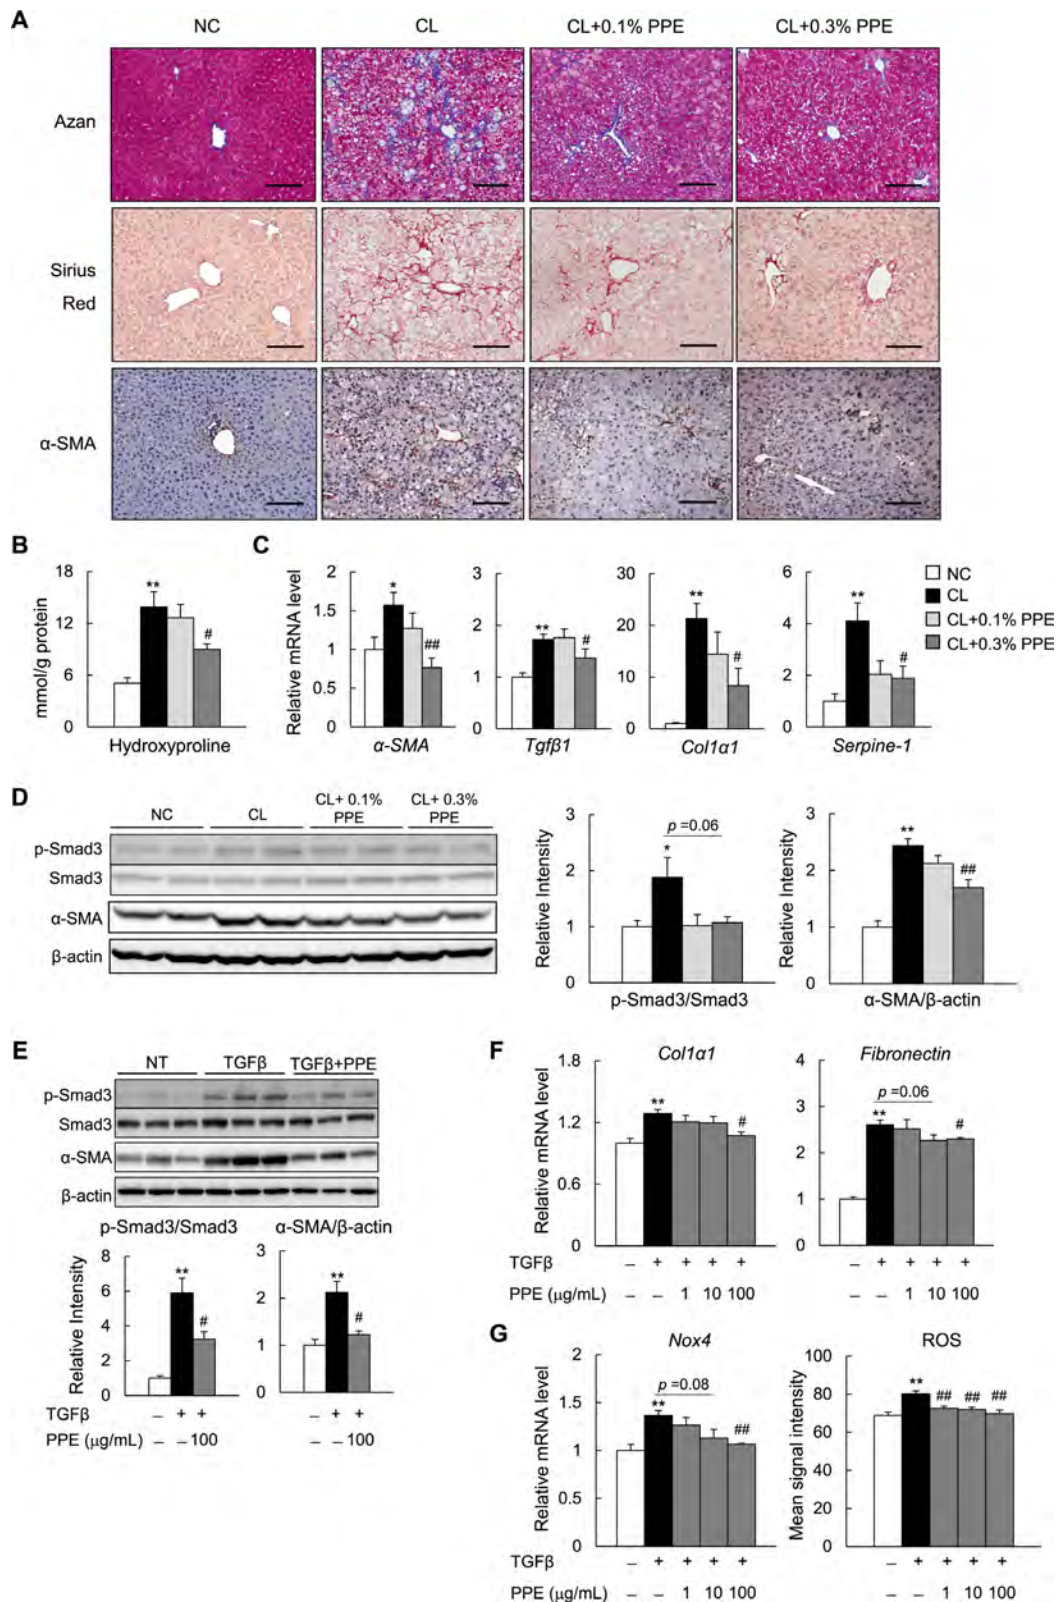 A
NC CL CL+0.1% PPE CL+0.3% PPE
Azan
Sirius
Red
α-SMA
B
18
12
6
0
mmol/g protein
**
#
Hydroxyproline
C
Relative mRNA level
2
1.5
1
0.5
0
*
##
α-SMA
3
2
1
0
**
#
Tgfβ1
30
20
10
0
**
#
Col1α1
6
4
2
0
**
#
Serpine-1
NC
CL
CL+0.1% PPE
CL+0.3% PPE
D
NC CL CL+ 0.1% PPE CL+ 0.3% PPE
p-Smad3
Smad3
α-SMA
β-actin
Relative Intensity
3
2
1
0
p =0.06
*
p-Smad3/Smad3
Relative Intensity
3
2
1
0
**
##
α-SMA/β-actin
E
NT TGFβ TGFβ+PPE
p-Smad3
Smad3
α-SMA
β-actin
p-Smad3/Smad3 α-SMA/β-actin
Relative Intensity
8
6
4
2
0
**
#
3
2
1
0
**
#
TGFβ – + + – + +
PPE (μg/mL) – – 100 – – 100
F
Col1α1
Relative mRNA level
1.8
1.2
0.6
0
**
#
Fibronectin
4
3
2
1
0
p =0.06
**
#
TGFβ – + + + + – + + + +
PPE (μg/mL) – – 1 10 100 – – 1 10 100
G
Nox4
Relative mRNA level
2
1.5
1
0.5
0
p =0.08
**
##
ROS
Mean signal intensity
100
80
60
40
20
0
**
## ## ##
TGFβ – + + + + – + + + +
PPE (μg/mL) – – 1 10 100 – – 1 10 100